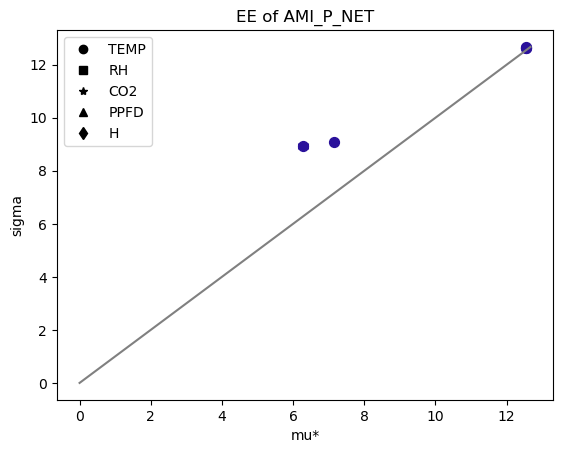 EE of AMI_P_NET
TEMP
RH
CO2
PPFD
H
sigma
12
10
8
6
4
2
0
0 2 4 6 8 10 12
mu*